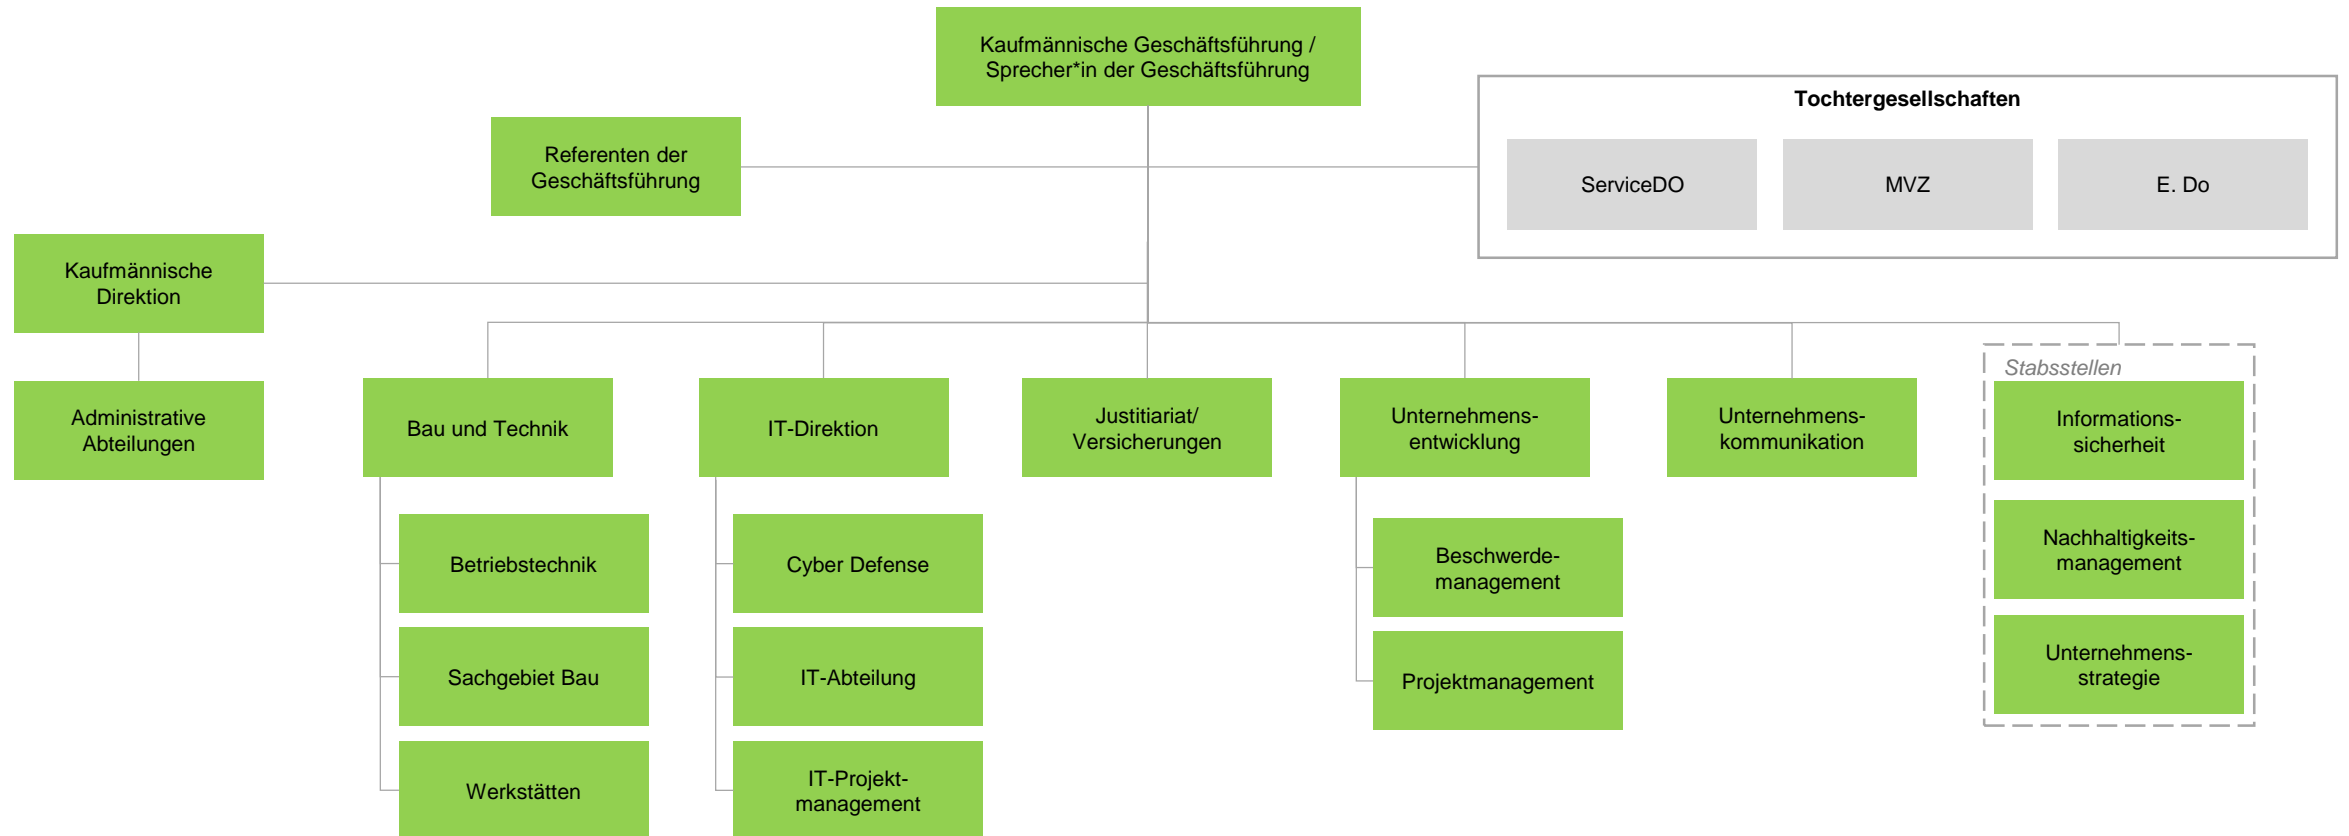 Kaufmännische Geschäftsführung /
Sprecher*in der Geschäftsführung
Tochtergesellschaften
ServiceDO
MVZ
E. Do
Referenten der
Geschäftsführung
Kaufmännische
Direktion
Administrative
Abteilungen
Bau und Technik
Betriebstechnik
Sachgebiet Bau
Werkstätten
IT-Direktion
Cyber Defense
IT-Abteilung
IT-Projekt-
management
Justitiariat/
Versicherungen
Unternehmens-
entwicklung
Beschwerde-
management
Projektmanagement
Unternehmens-
kommunikation
Stabsstellen
Informations-
sicherheit
Nachhaltigkeits-
management
Unternehmens-
strategie